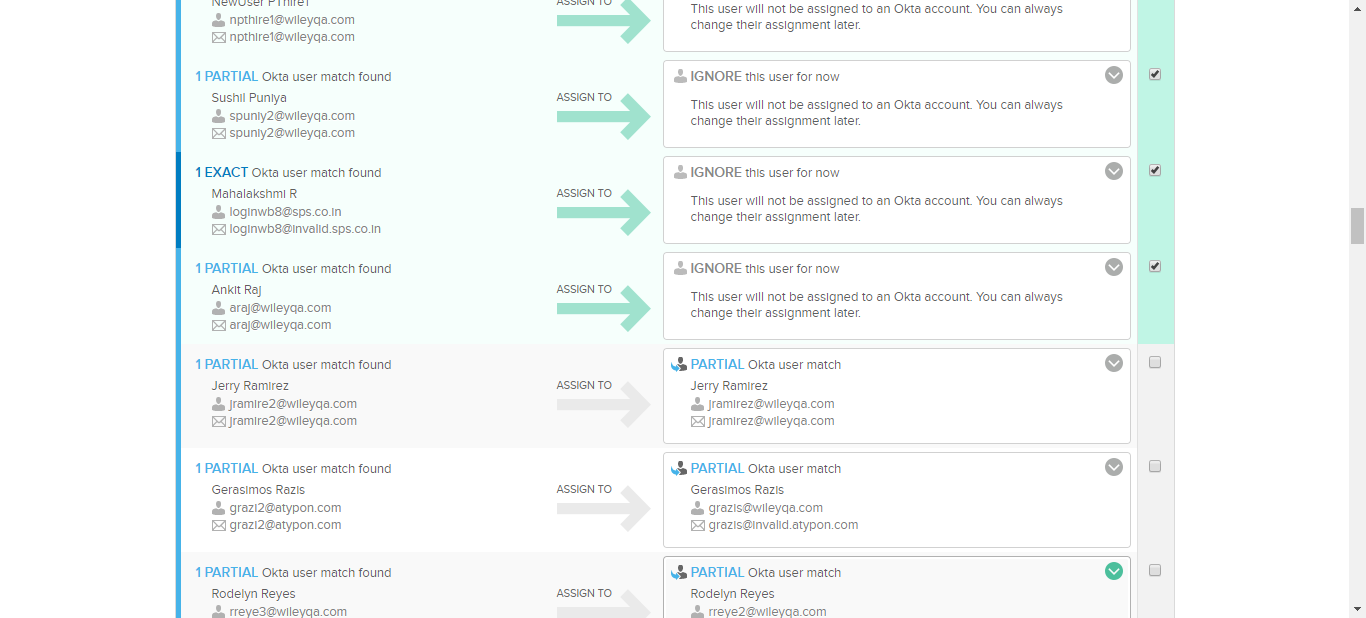 NewUser PThire1
npthire1@wileyqa.com
npthire1@wileyqa.com
ASSIGN TO
This user will not be assigned to an Okta account. You can always
change their assignment later.
1 PARTIAL Okta user match found
Sushil Puniya
spuniy2@wileyqa.com
spuniy2@wileyqa.com
ASSIGN TO
IGNORE this user for now
This user will not be assigned to an Okta account. You can always
change their assignment later.
1 EXACT Okta user match found
Mahalakshmi R
loginwb8@sps.co.in
loginwb8@invalid.sps.co.in
ASSIGN TO
IGNORE this user for now
This user will not be assigned to an Okta account. You can always
change their assignment later.
1 PARTIAL Okta user match found
Ankit Raj
araj@wileyqa.com
araj@wileyqa.com
ASSIGN TO
IGNORE this user for now
This user will not be assigned to an Okta account. You can always
change their assignment later.
1 PARTIAL Okta user match found
Jerry Ramirez
jramire2@wileyqa.com
jramire2@wileyqa.com
ASSIGN TO
PARTIAL Okta user match
Jerry Ramirez
jramirez@wileyqa.com
jramirez@wileyqa.com
1 PARTIAL Okta user match found
Gerasimos Razis
grazi2@atypon.com
grazi2@atypon.com
ASSIGN TO
PARTIAL Okta user match
Gerasimos Razis
grazis@wileyqa.com
grazis@invalid.atypon.com
1 PARTIAL Okta user match found
Rodelyn Reyes
rreye3@wileyqa.com
ASSIGN TO
PARTIAL Okta user match
Rodelyn Reyes
rreye2@wileyqa.com